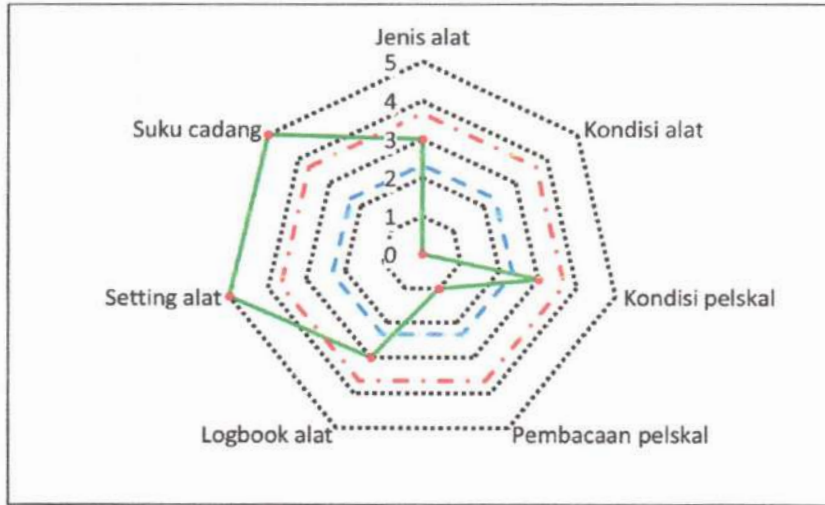 Jenis alat
5
4
3
2
1
0
Suku cadang
Kondisi alat
Setting alat
Kondisi pelskal
Logbook alat
Pembacaan pelskal